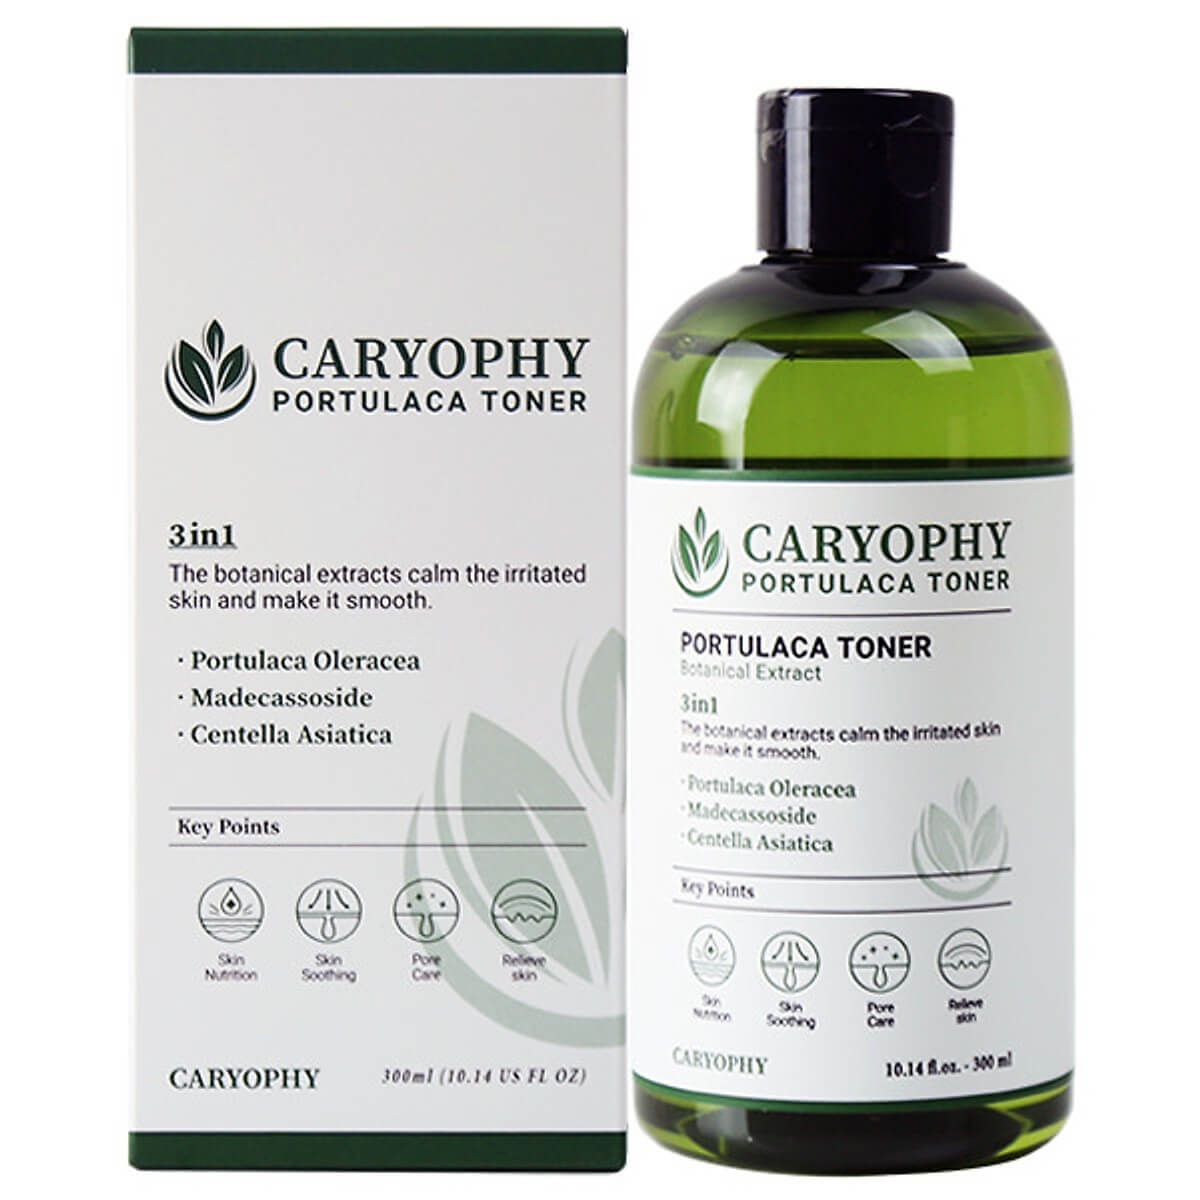 CARYOPHY
PORTULACA TONER
3in1
The botanical extracts calm the irritated
skin and make it smooth.
· Portulaca Oleracea
· Madecassoside
· Centella Asiatica
Key Points
Skin
Nutrition
Skin
Soothing
Pore
Care
Relieve
skin
CARYOPHY
300ml (10.14 US FL OZ)
CARYOPHY
PORTULACA TONER
PORTULACA TONER
Botanical Extract
3in1
The botanical extracts calm the irritated skin
and make it smooth.
· Portulaca Oleracea
· Madecassoside
· Centella Asiatica
Key Points
Skin
Nutrition
Skin
Soothing
Pore
Care
Relieve
skin
CARYOPHY
10.14 fl.oz. - 300 ml